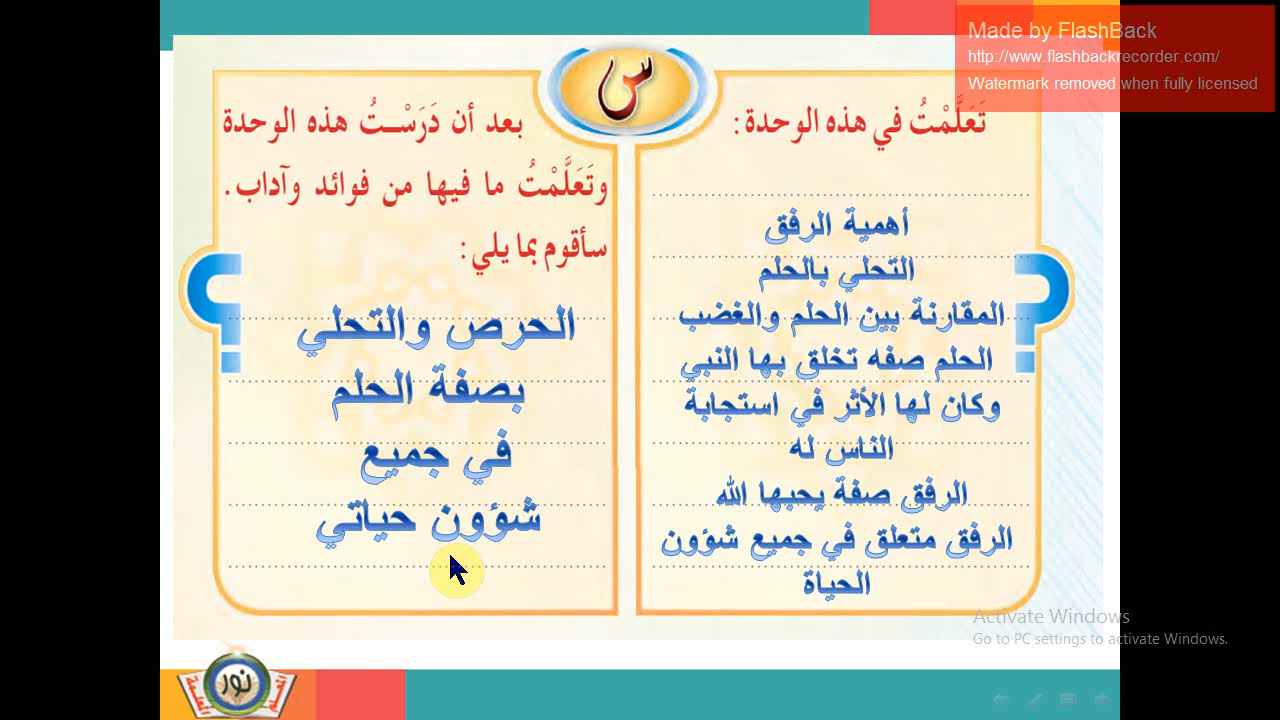 Made by FlashBack
http://www.flashbackrecorder.com/
Watermark removed when fully licensed
س
تَعَلَّمْتُ في هذه الوحدة :
أهمية الرفق
التحلي بالحلم
المقارنة بين الحلم والغضب
الحلم صفه تخلق بها النبي
وكان لها الأثر في استجابة
الناس له
الرفق صفة يحبها الله
الرفق متعلق في جميع شؤون
الحياة
بعد أن دَرَسْتُ هذه الوحدة
وتَعَلَّمْتُ ما فيها من فوائد وآداب .
سأقوم بما يلي :
الحرص والتحلي
بصفة الحلم
في جميع
شؤون حياتي
Activate Windows
Go to PC settings to activate Windows.
نور